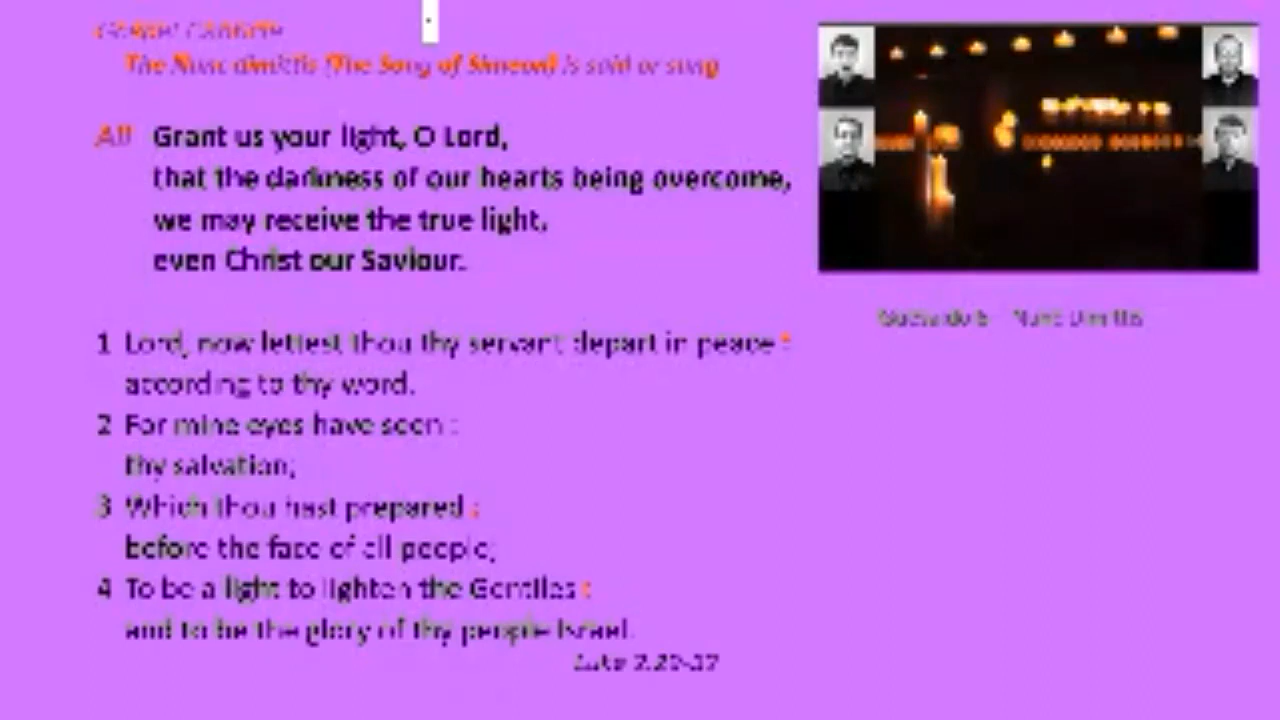 Gospel Canticle
The Nunc dimittis (The Song of Simeon) is said or sung
All Grant us your light, O Lord,
that the darkness of our hearts being overcome,
we may receive the true light,
even Christ our Saviour.
1 Lord, now lettest thou thy servant depart in peace :
according to thy word.
2 For mine eyes have seen :
thy salvation;
3 Which thou hast prepared :
before the face of all people;
4 To be a light to lighten the Gentiles :
and to be the glory of thy people Israel.
Luke 2.29-32
Nunc Dimittis